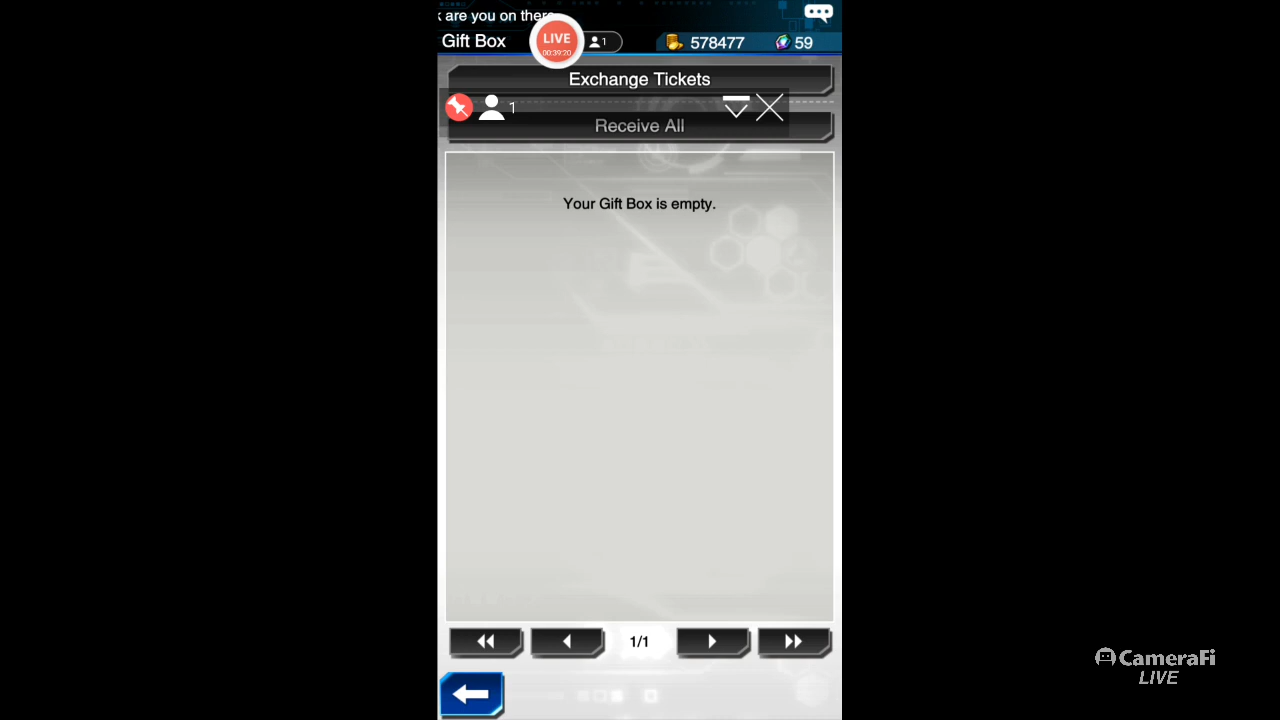 k are you on there
Gift Box
LIVE
00:39:20
1
578477
59
Exchange Tickets
1
Receive All
Your Gift Box is empty.
1/1
CameraFi
LIVE